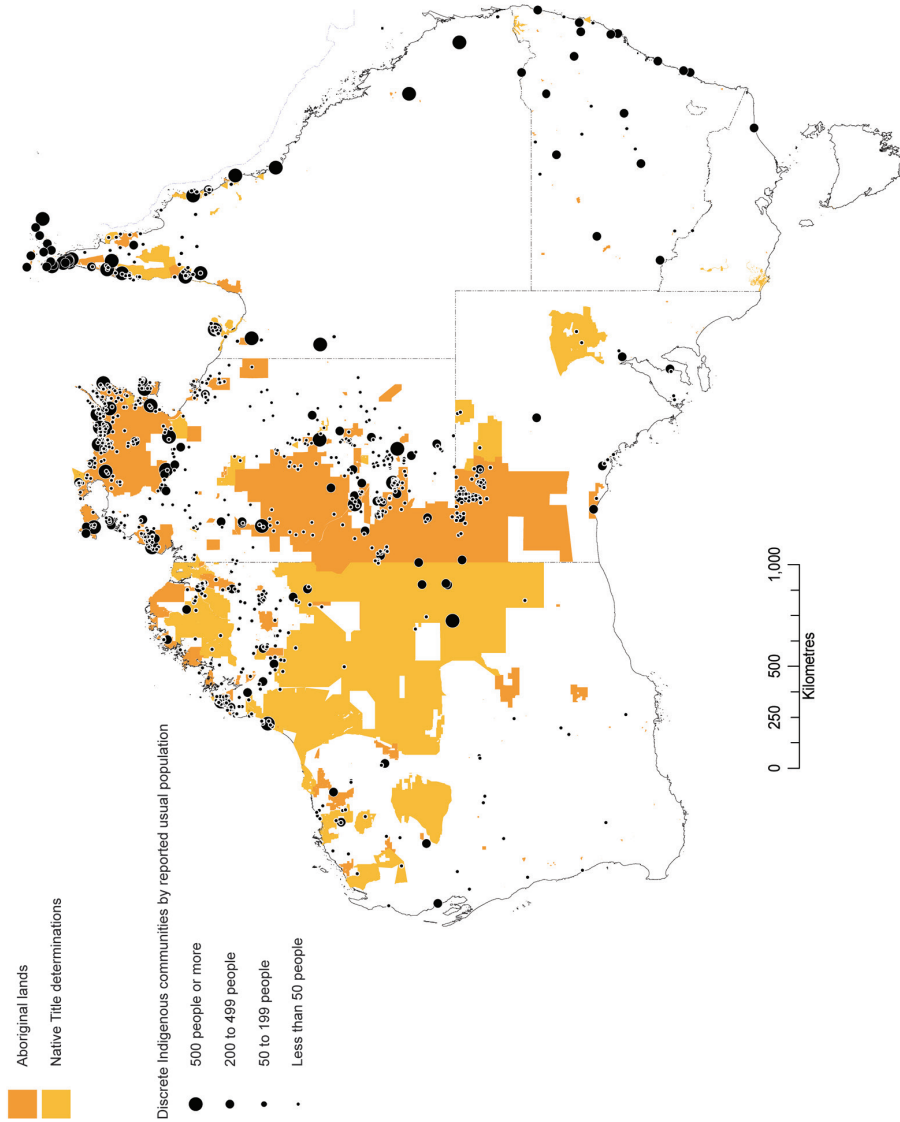 Aboriginal lands
Native Title determinations
Discrete Indigenous communities by reported usual population
500 people or more
200 to 499 people
50 to 199 people
Less than 50 people
0 250 500 1,000
Kilometres